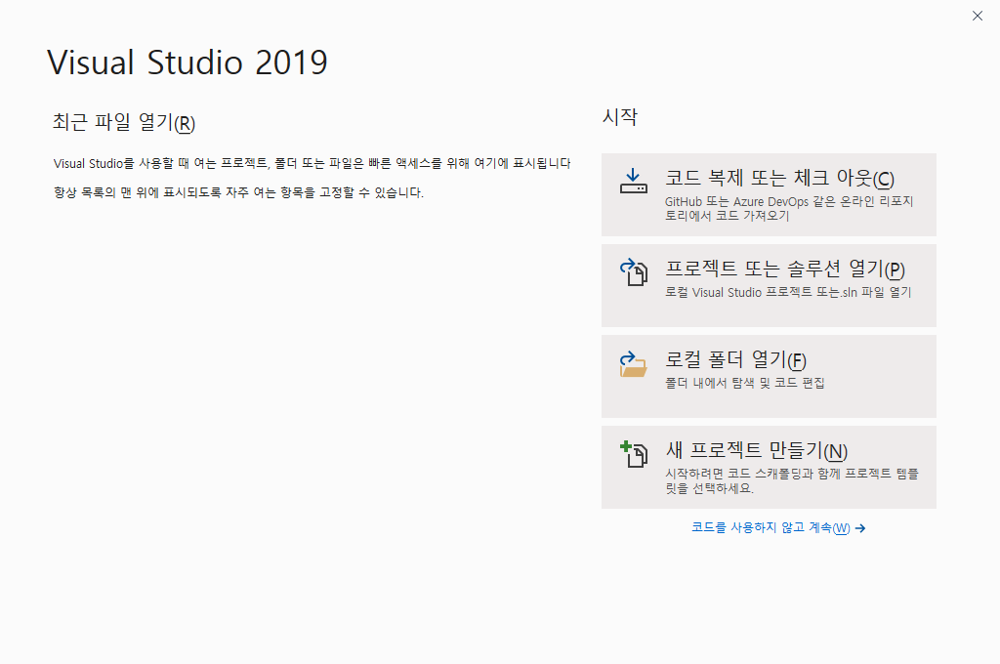 Visual Studio 2019
최근 파일 열기(R)
Visual Studio를 사용할 때 여는 프로젝트, 폴더 또는 파일은 빠른 액세스를 위해 여기에 표시됩니다
항상 목록의 맨 위에 표시되도록 자주 여는 항목을 고정할 수 있습니다.
시작
코드 복제 또는 체크 아웃(C)
GitHub 또는 Azure DevOps 같은 온라인 리포지
토리에서 코드 가져오기
프로젝트 또는 솔루션 열기(P)
로컬 Visual Studio 프로젝트 또는.sln 파일 열기
로컬 폴더 열기(F)
폴더 내에서 탐색 및 코드 편집
새 프로젝트 만들기(N)
시작하려면 코드 스캐폴딩과 함께 프로젝트 템플
릿을 선택하세요.
코드를 사용하지 않고 계속(W) →